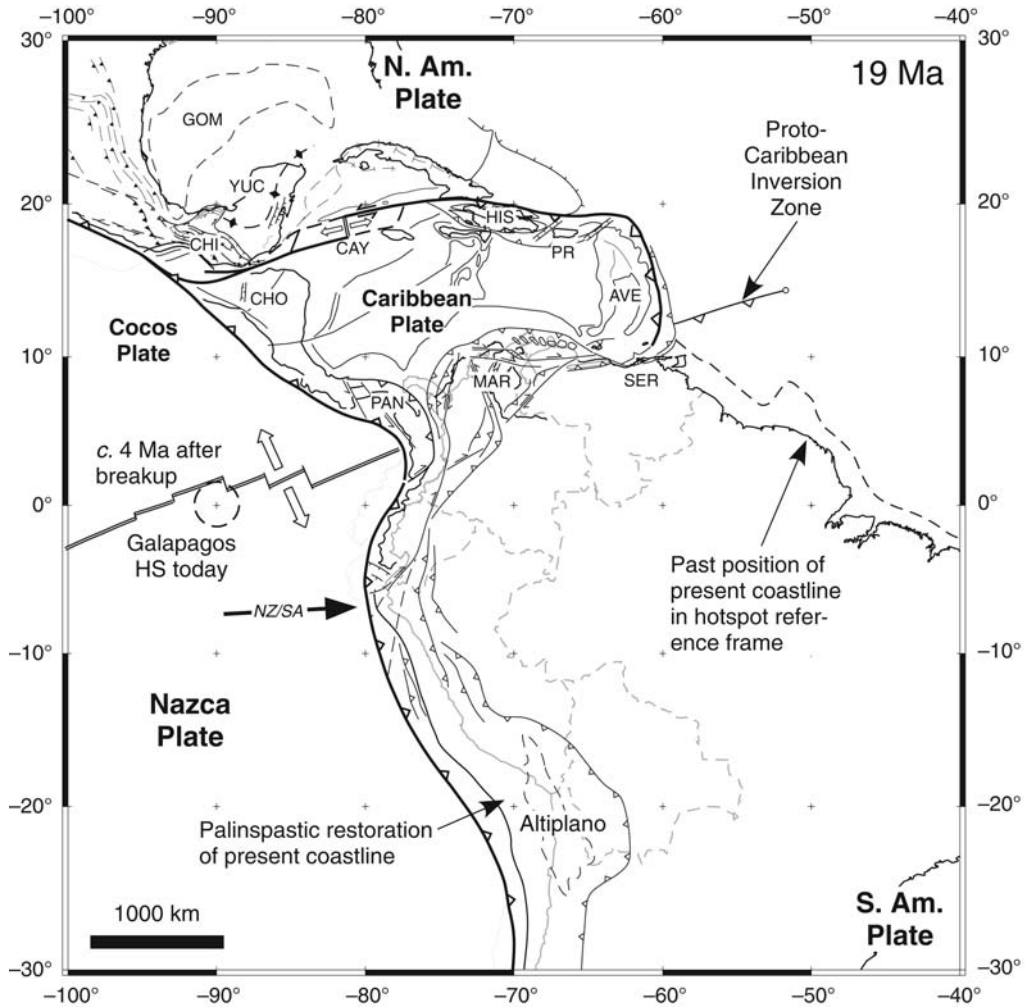 −100° −90° −80° −70° −60° −50° −40°
30° 30°
N. Am.
Plate
19 Ma
GOM
Proto-
Caribbean
Inversion
Zone
YUC
20° 20°
HIS
CHI
CAY
PR
CHO
Caribbean
Plate
AVE
Cocos
Plate
10° 10°
MAR
SER
PAN
c. 4 Ma after
breakup
0° 0°
Galapagos
HS today
Past position of
present coastline
in hotspot refer-
ence frame
NZ/SA
−10° −10°
Nazca
Plate
−20° −20°
Palinspastic restoration
of present coastline
Altiplano
1000 km
S. Am.
Plate
−30° −30°
−100° −90° −80° −70° −60° −50° −40°